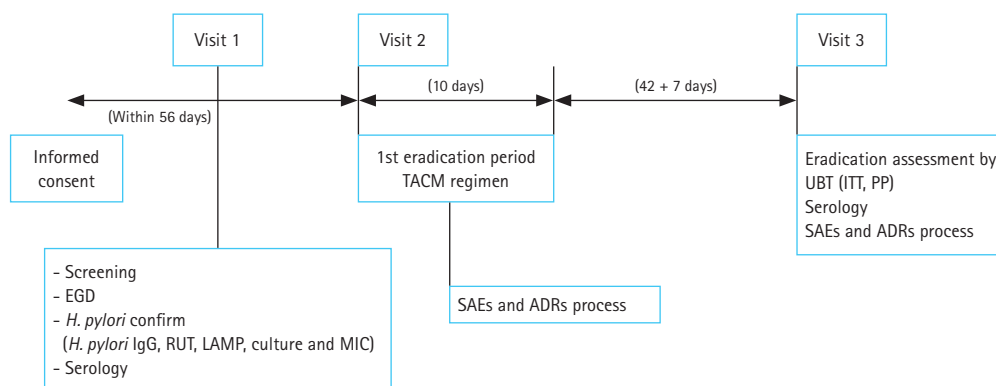 Visit 1
Visit 2
Visit 3
(Within 56 days)
(10 days)
(42 + 7 days)
Informed
consent
1st eradication period
TACM regimen
Eradication assessment by
UBT (ITT, PP)
Serology
SAEs and ADRs process
- Screening
- EGD
- H. pylori confirm
(H. pylori IgG, RUT, LAMP, culture and MIC)
- Serology
SAEs and ADRs process